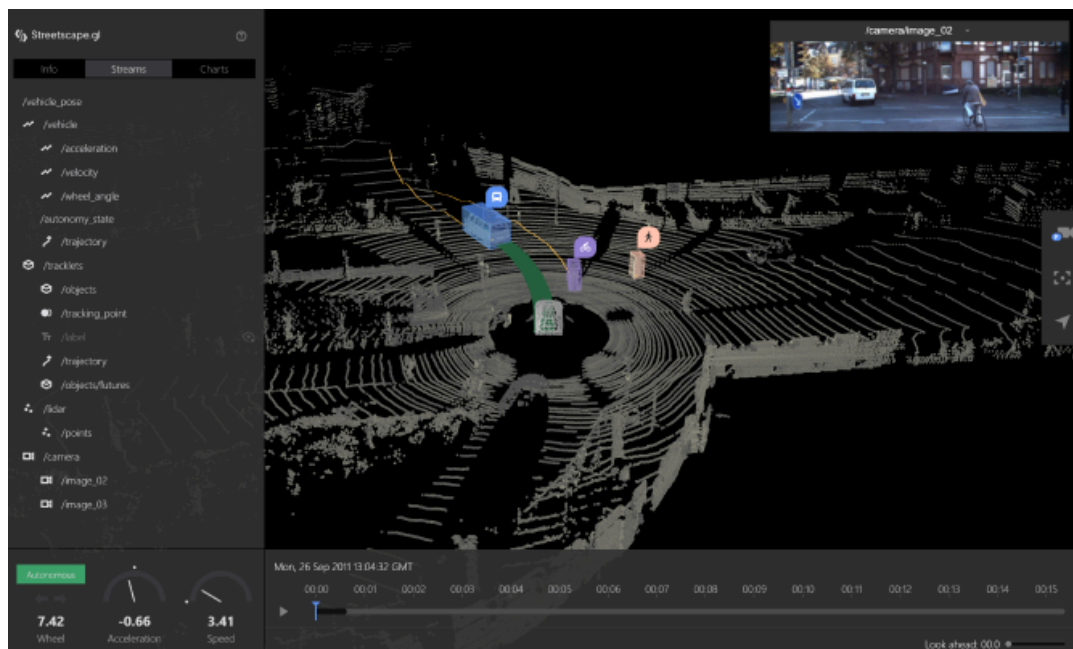 Streetscape.gl
Info Streams Charts
/vehicle_pose
/vehicle
/acceleration
/velocity
/wheel_angle
/autonomy_state
/trajectory
/tracklets
/objects
/tracking_point
Tr /label
/trajectory
/objects/futures
/lidar
/points
/camera
/image_02
/image_03
/camera/image_02
Autonomous
7.42 -0.66 3.41
Wheel Acceleration Speed
Mon, 26 Sep 2011 13:04:32 GMT
00:00 00:01 00:02 00:03 00:04 00:05 00:06 00:07 00:08 00:09 00:10 00:11 00:12 00:13 00:14 00:15
Look ahead: 00.0